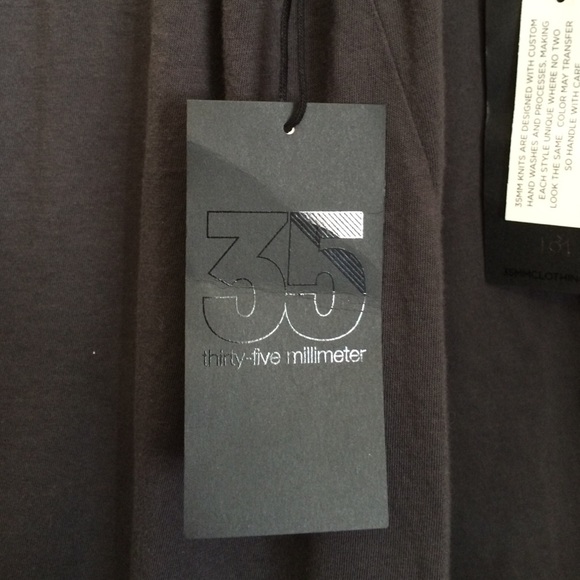 35
thirty-five millimeter
35MM KNITS ARE DESIGNED WITH CUSTOM
HAND WASHES AND PROCESSES, MAKING
EACH STYLE UNIQUE WHERE NO TWO
LOOK THE SAME. COLOR MAY TRANSFER
SO HANDLE WITH CARE